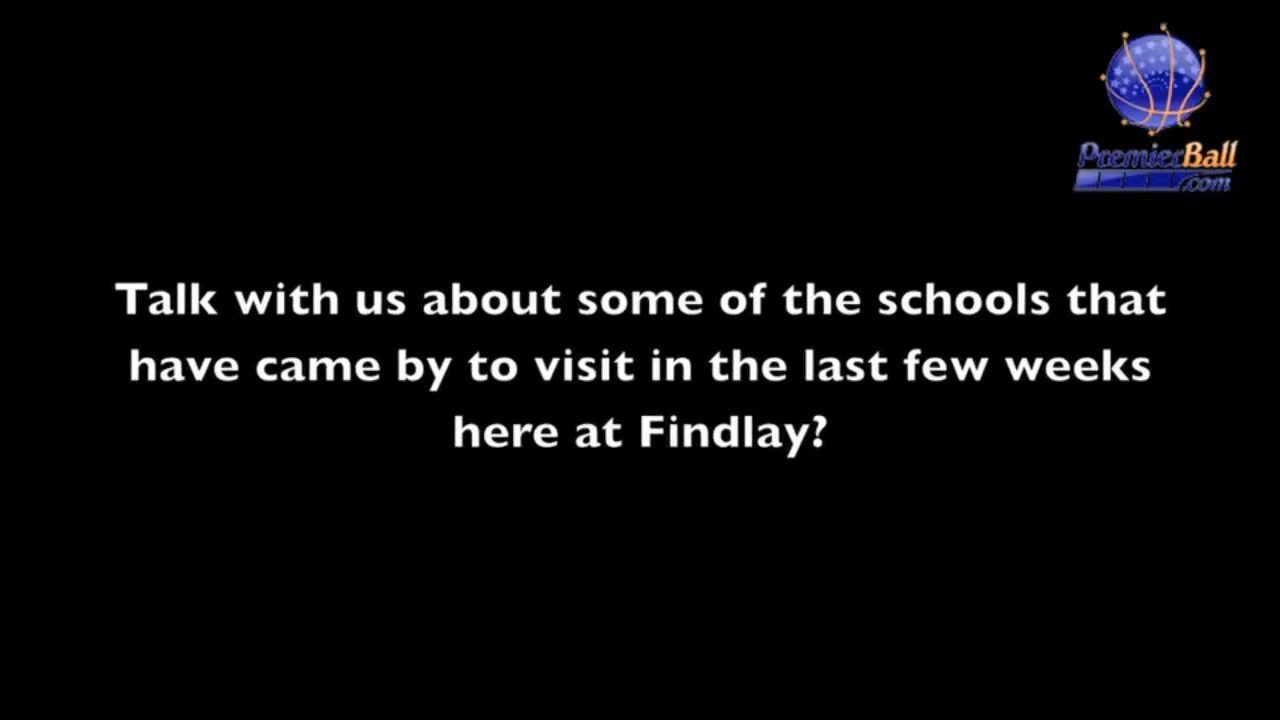 PremierBall
.com
Talk with us about some of the schools that
have came by to visit in the last few weeks
here at Findlay?